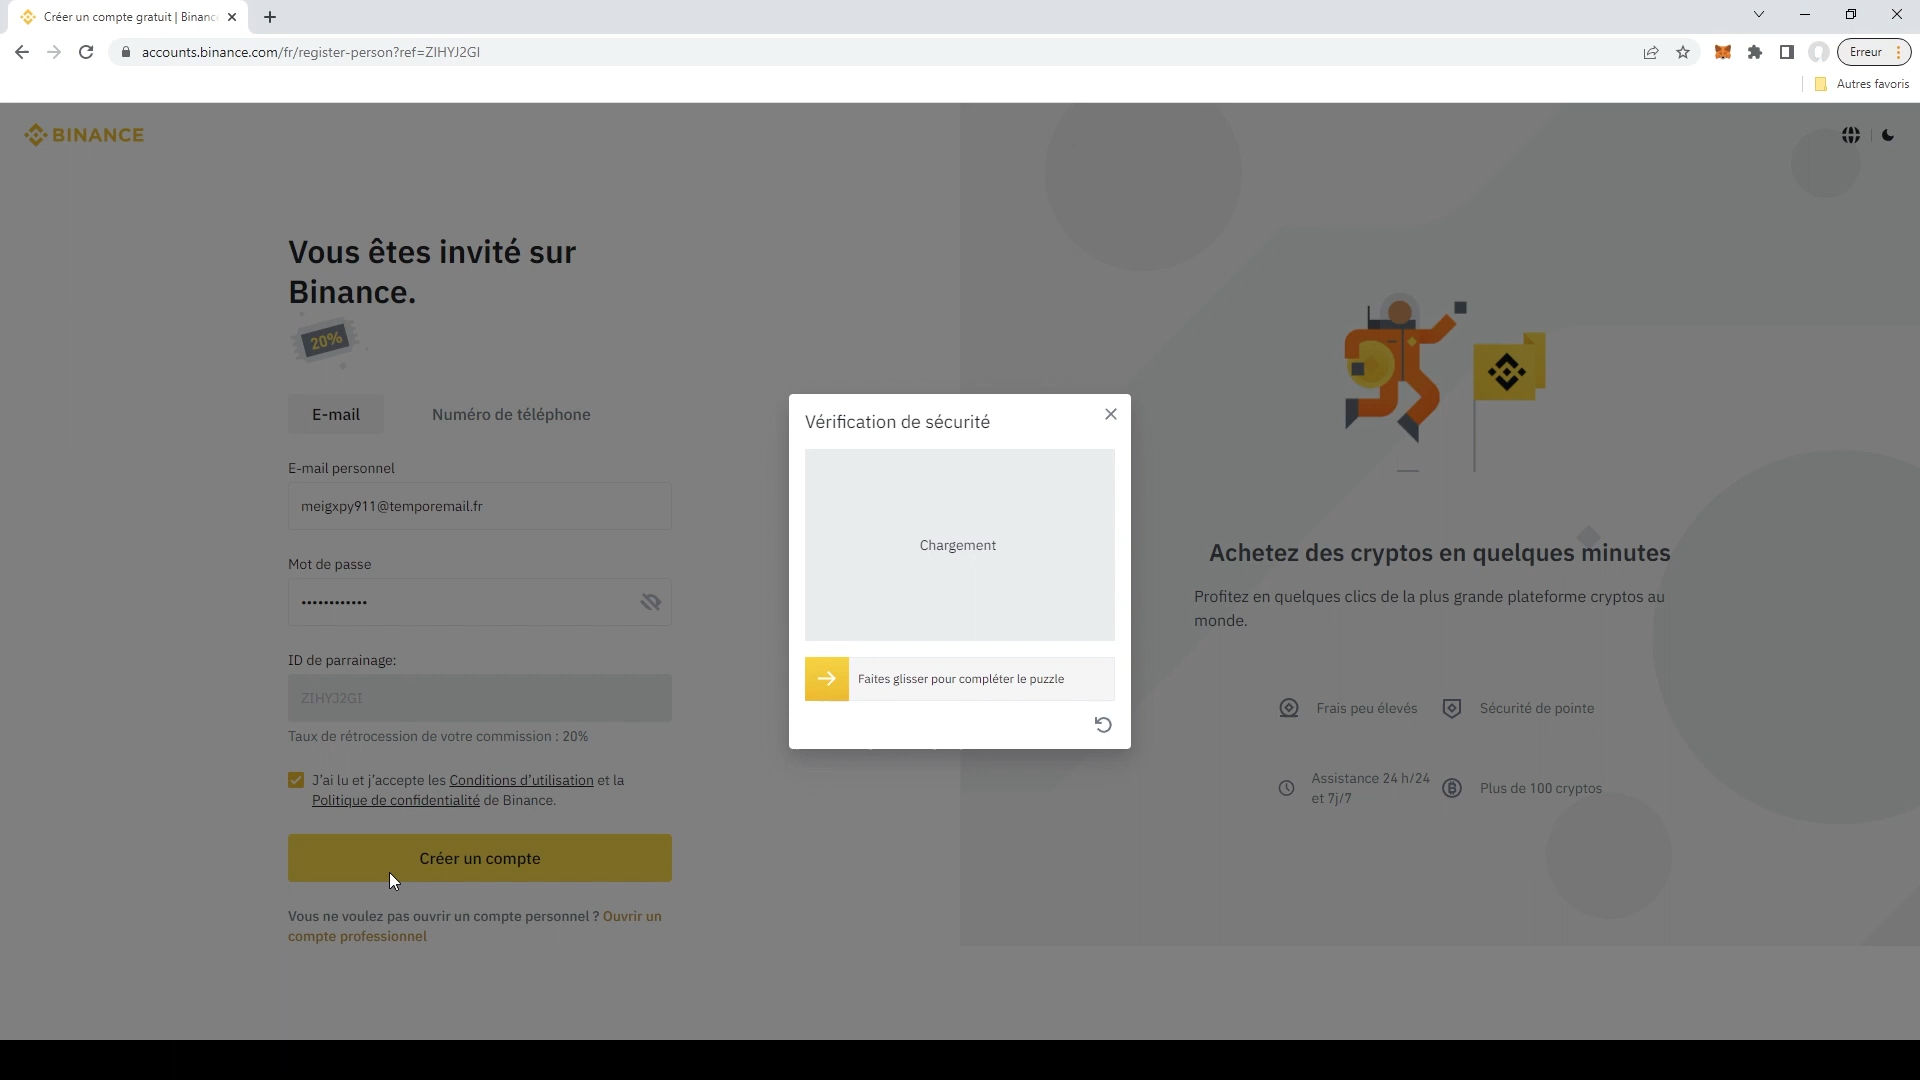 Créer un compte gratuit | Binanc
accounts.binance.com/fr/register-person?ref=ZIHYJ2GI
Erreur
Autres favoris
BINANCE
Vous êtes invité sur
Binance.
20%
E-mail
Numéro de téléphone
E-mail personnel
meigxpy911@temporemail.fr
Mot de passe
••••••••••••
ID de parrainage:
ZIHYJ2GI
Taux de rétrocession de votre commission : 20%
J'ai lu et j'accepte les Conditions d'utilisation et la
Politique de confidentialité de Binance.
Créer un compte
Vous ne voulez pas ouvrir un compte personnel ? Ouvrir un
compte professionnel
Vérification de sécurité
Chargement
Faites glisser pour compléter le puzzle
Achetez des cryptos en quelques minutes
Profitez en quelques clics de la plus grande plateforme cryptos au
monde.
Frais peu élevés
Sécurité de pointe
Assistance 24 h/24
et 7j/7
Plus de 100 cryptos